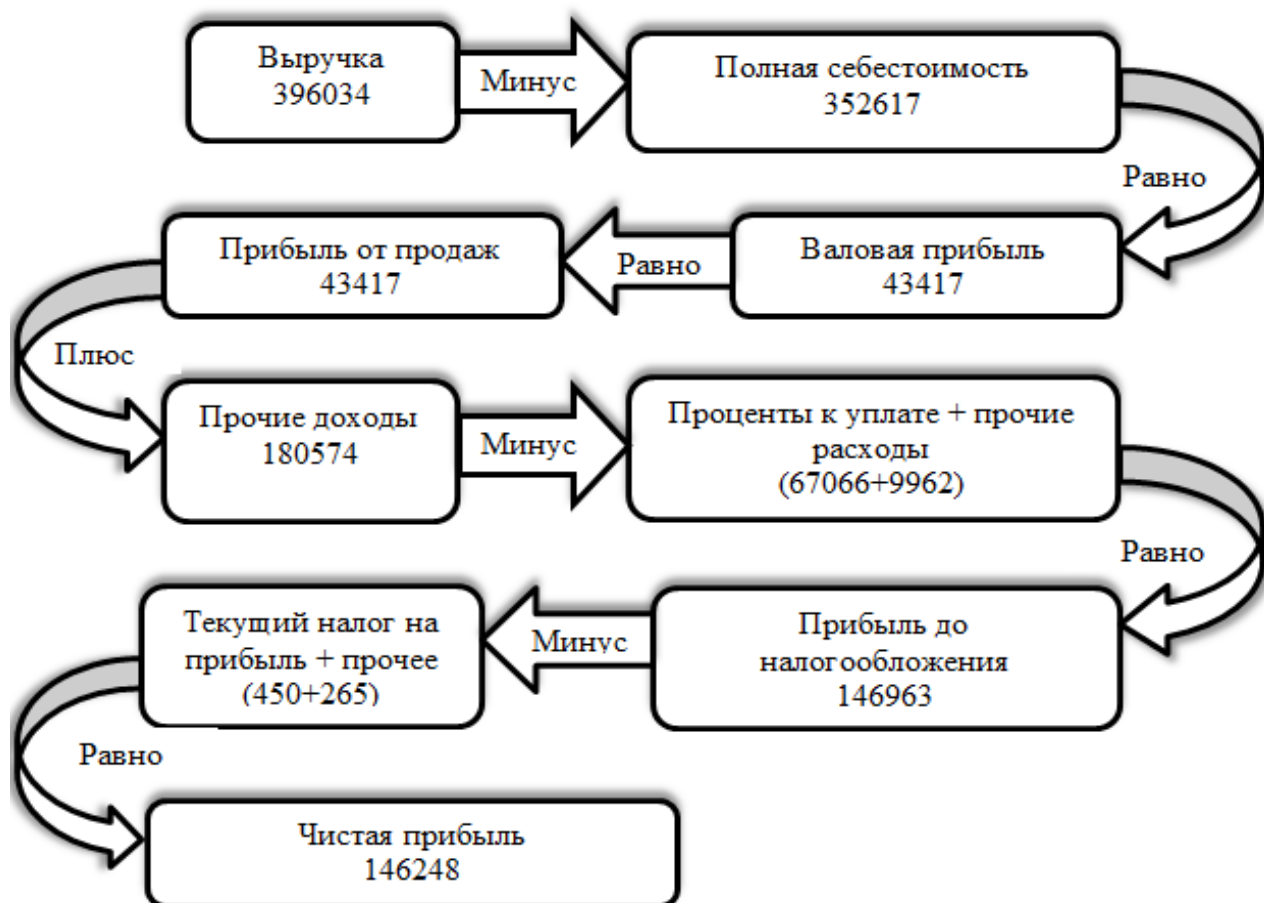 Выручка
396034
Минус
Полная себестоимость
352617
Равно
Валовая прибыль
43417
Равно
Прибыль от продаж
43417
Плюс
Прочие доходы
180574
Минус
Проценты к уплате + прочие
расходы
(67066+9962)
Равно
Прибыль до
налогообложения
146963
Минус
Текущий налог на
прибыль + прочее
(450+265)
Равно
Чистая прибыль
146248